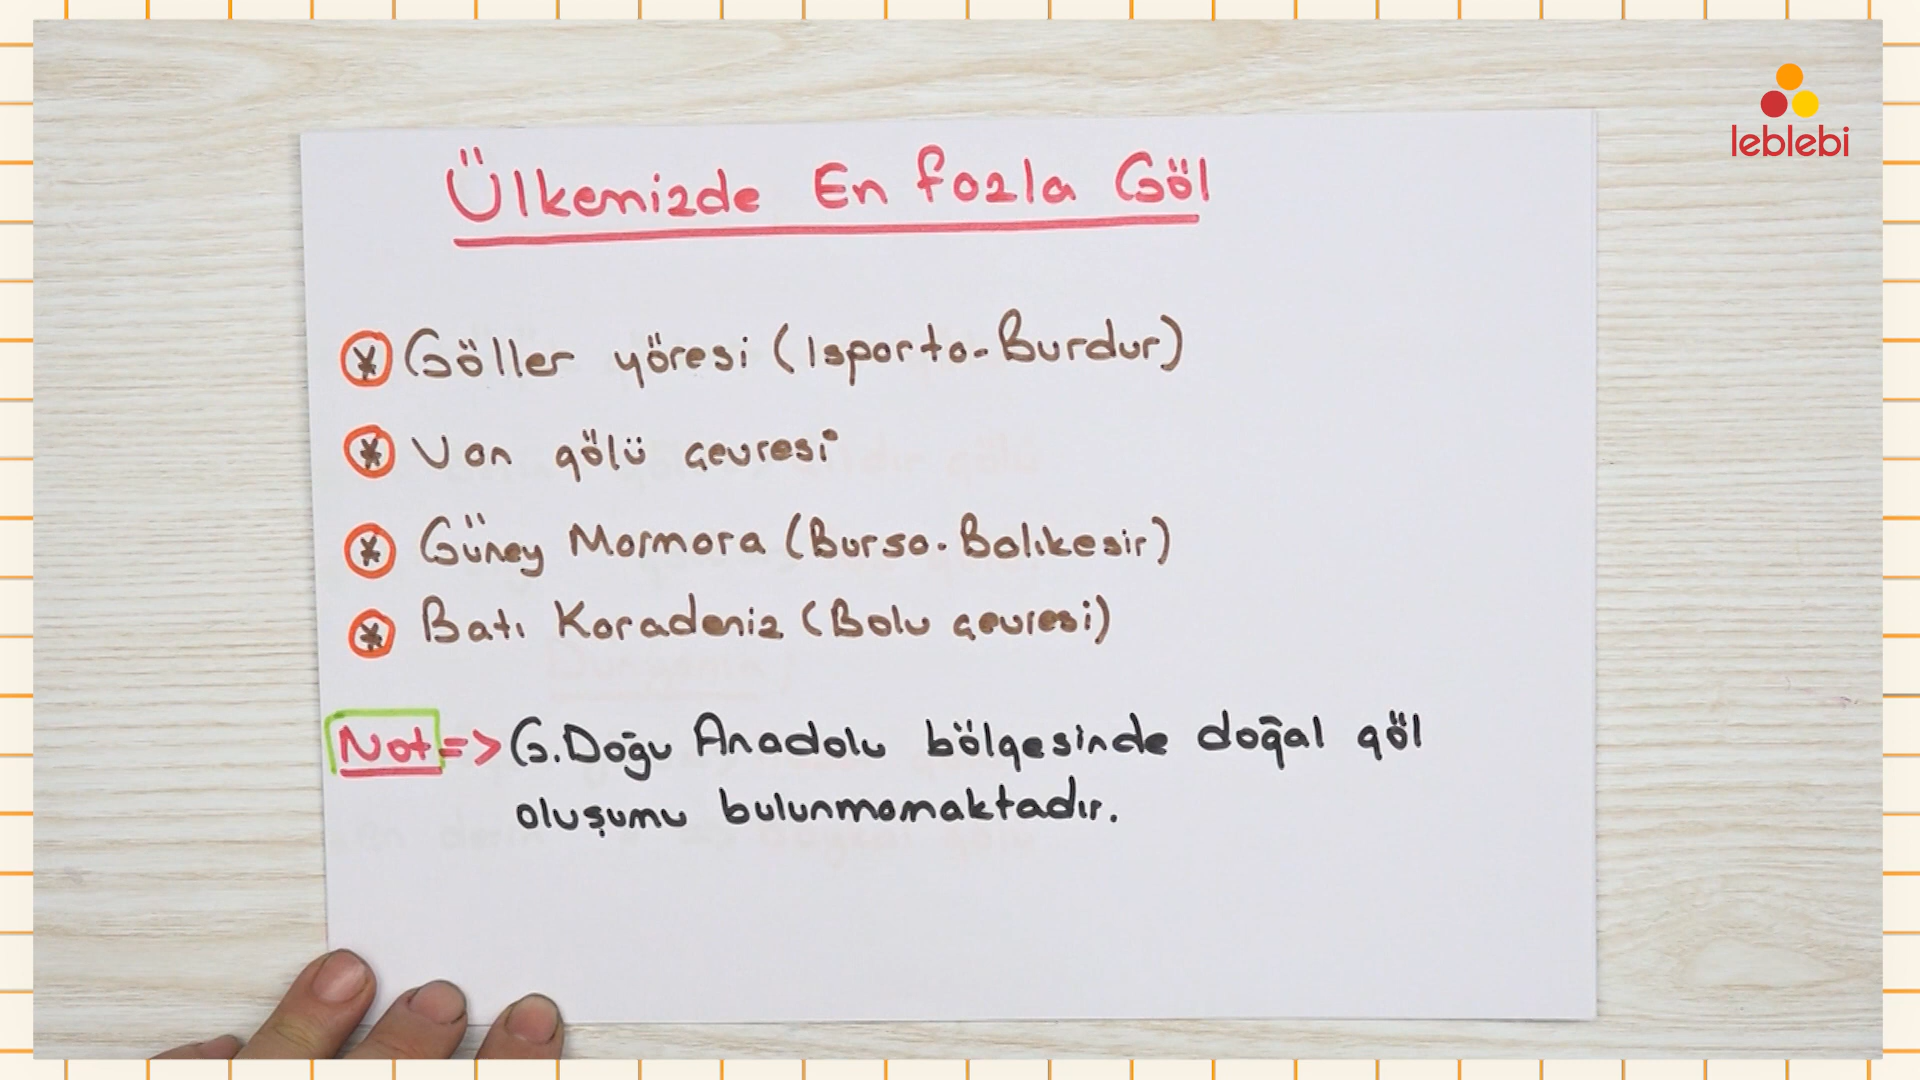 leblebi
Ülkemizde En fazla Göl
* Göller yöresi (Isparta-Burdur)
* Van gölü çevresi
* Güney Marmara (Bursa-Balıkesir)
* Batı Karadeniz (Bolu çevresi)
Not => G.Doğu Anadolu bölgesinde doğal göl
oluşumu bulunmamaktadır.